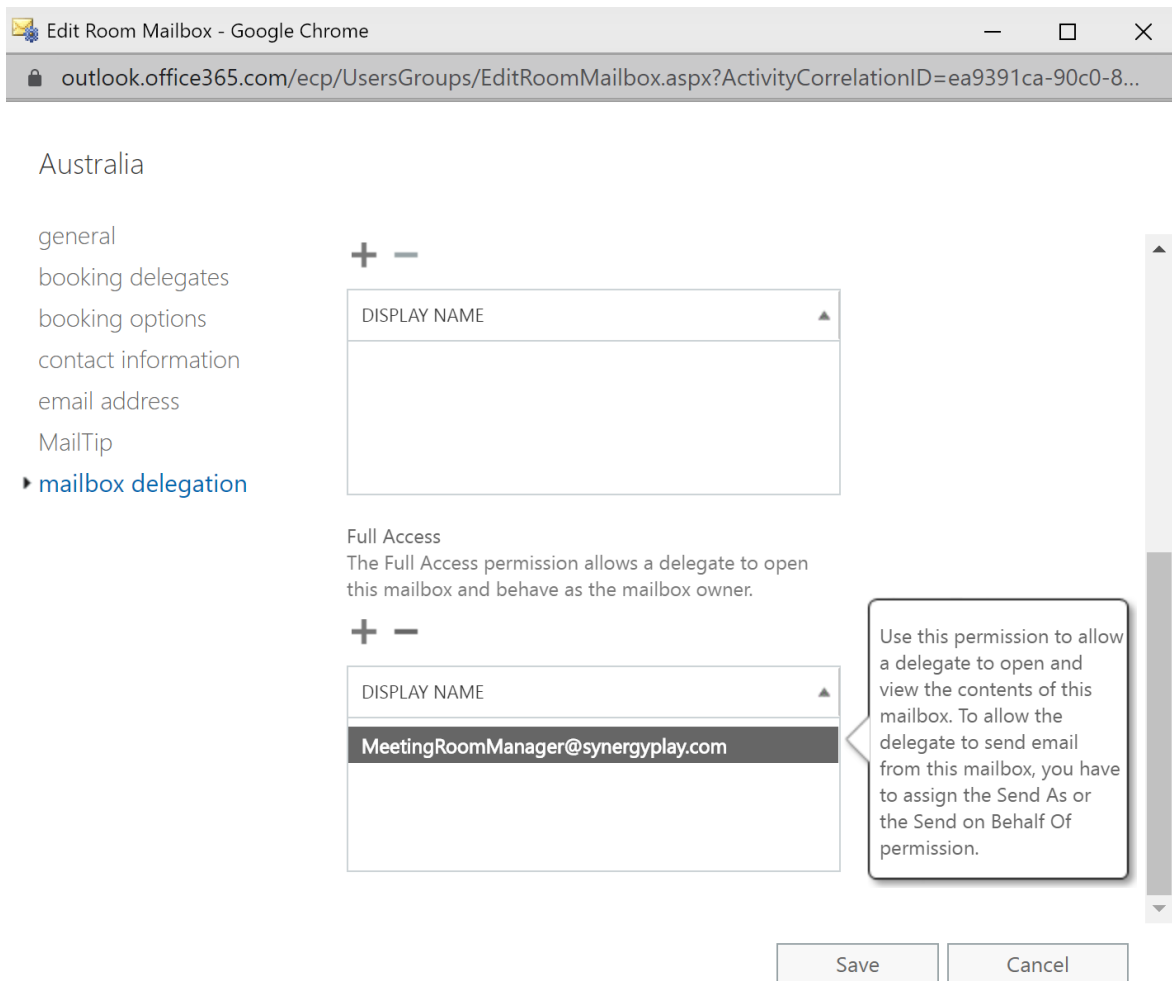 Edit Room Mailbox - Google Chrome
outlook.office365.com/ecp/UsersGroups/EditRoomMailbox.aspx?ActivityCorrelationID=ea9391ca-90c0-8...
Australia
general
booking delegates
booking options
contact information
email address
MailTip
mailbox delegation
DISPLAY NAME
Full Access
The Full Access permission allows a delegate to open
this mailbox and behave as the mailbox owner.
DISPLAY NAME
MeetingRoomManager@synergyplay.com
Use this permission to allow
a delegate to open and
view the contents of this
mailbox. To allow the
delegate to send email
from this mailbox, you have
to assign the Send As or
the Send on Behalf Of
permission.
Save
Cancel